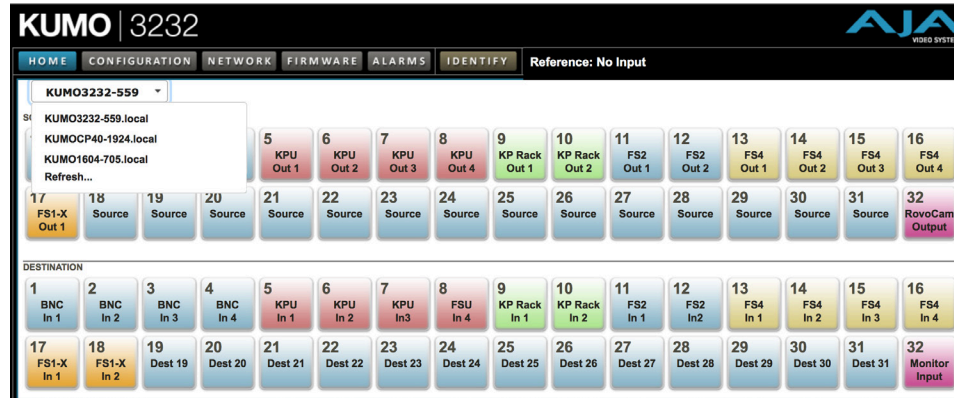 KUMO 3232
AJA
VIDEO SYSTE
HOME CONFIGURATION NETWORK FIRMWARE ALARMS IDENTIFY Reference: No Input
KUMO3232-559
KUMO3232-559.local
KUMOCP40-1924.local
KUMO1604-705.local
Refresh...
5 6 7 8 9 10 11 12 13 14 15 16
KPU KPU KPU KPU KP Rack KP Rack FS2 FS2 FS4 FS4 FS4 FS4
Out 1 Out 2 Out 3 Out 4 Out 1 Out 2 Out 1 Out 2 Out 1 Out 2 Out 3 Out 4
17 18 19 20 21 22 23 24 25 26 27 28 29 30 31 32
FS1-X Source Source Source Source Source Source Source Source Source Source Source Source Source Source RovoCam
Out 1 Output
DESTINATION
1 2 3 4 5 6 7 8 9 10 11 12 13 14 15 16
BNC BNC BNC BNC KPU KPU KPU FSU KP Rack KP Rack FS2 FS2 FS4 FS4 FS4 FS4
In 1 In 2 In 3 In 4 In 1 In 2 In3 In 4 In 1 In 2 In 1 In2 In 1 In 2 In 3 In 4
17 18 19 20 21 22 23 24 25 26 27 28 29 30 31 32
FS1-X FS1-X Dest 19 Dest 20 Dest 21 Dest 22 Dest 23 Dest 24 Dest 25 Dest 26 Dest 27 Dest 28 Dest 29 Dest 30 Dest 31 Monitor
In 1 In 2 Input